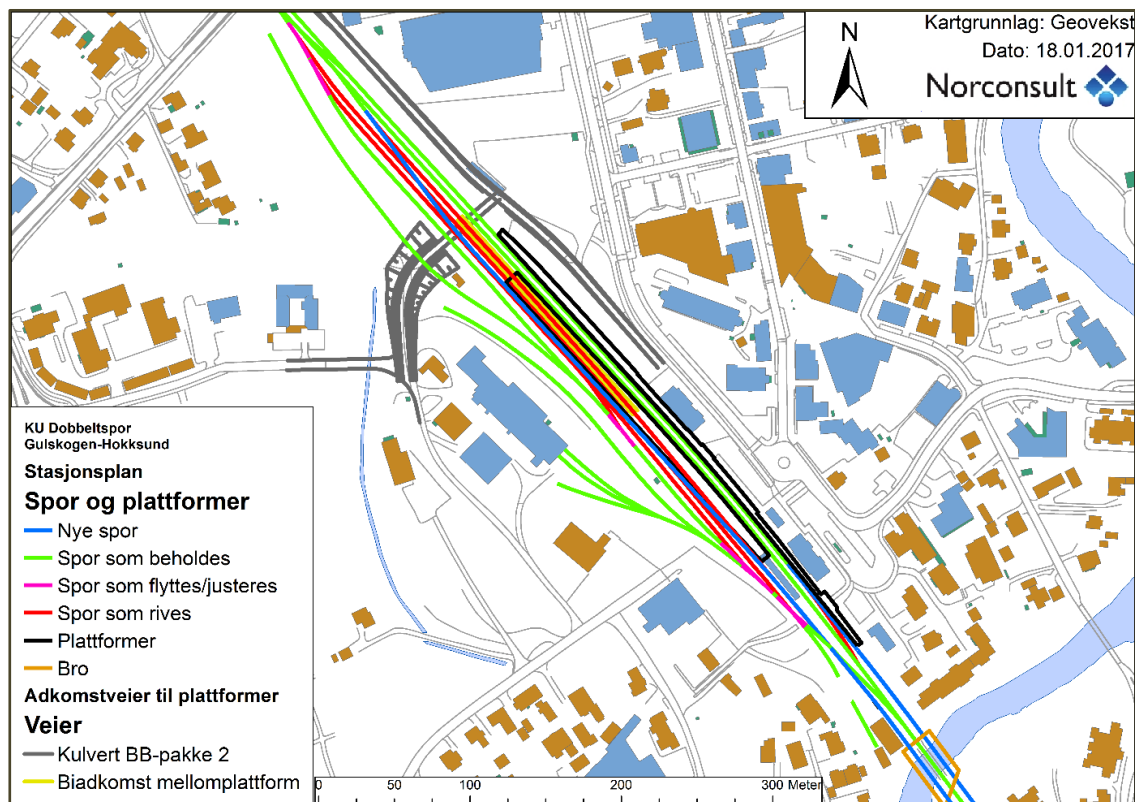 N
Kartgrunnlag: Geovekst
Dato: 18.01.2017
Norconsult
KU Dobbeltspor
Gulskogen-Hokksund
Stasjonsplan
Spor og plattformer
Nye spor
Spor som beholdes
Spor som flyttes/justeres
Spor som rives
Plattformer
Bro
Adkomstveier til plattformer
Veier
Kulvert BB-pakke 2
Biadkomst mellomplattform
0 50 100 200 300 Meter